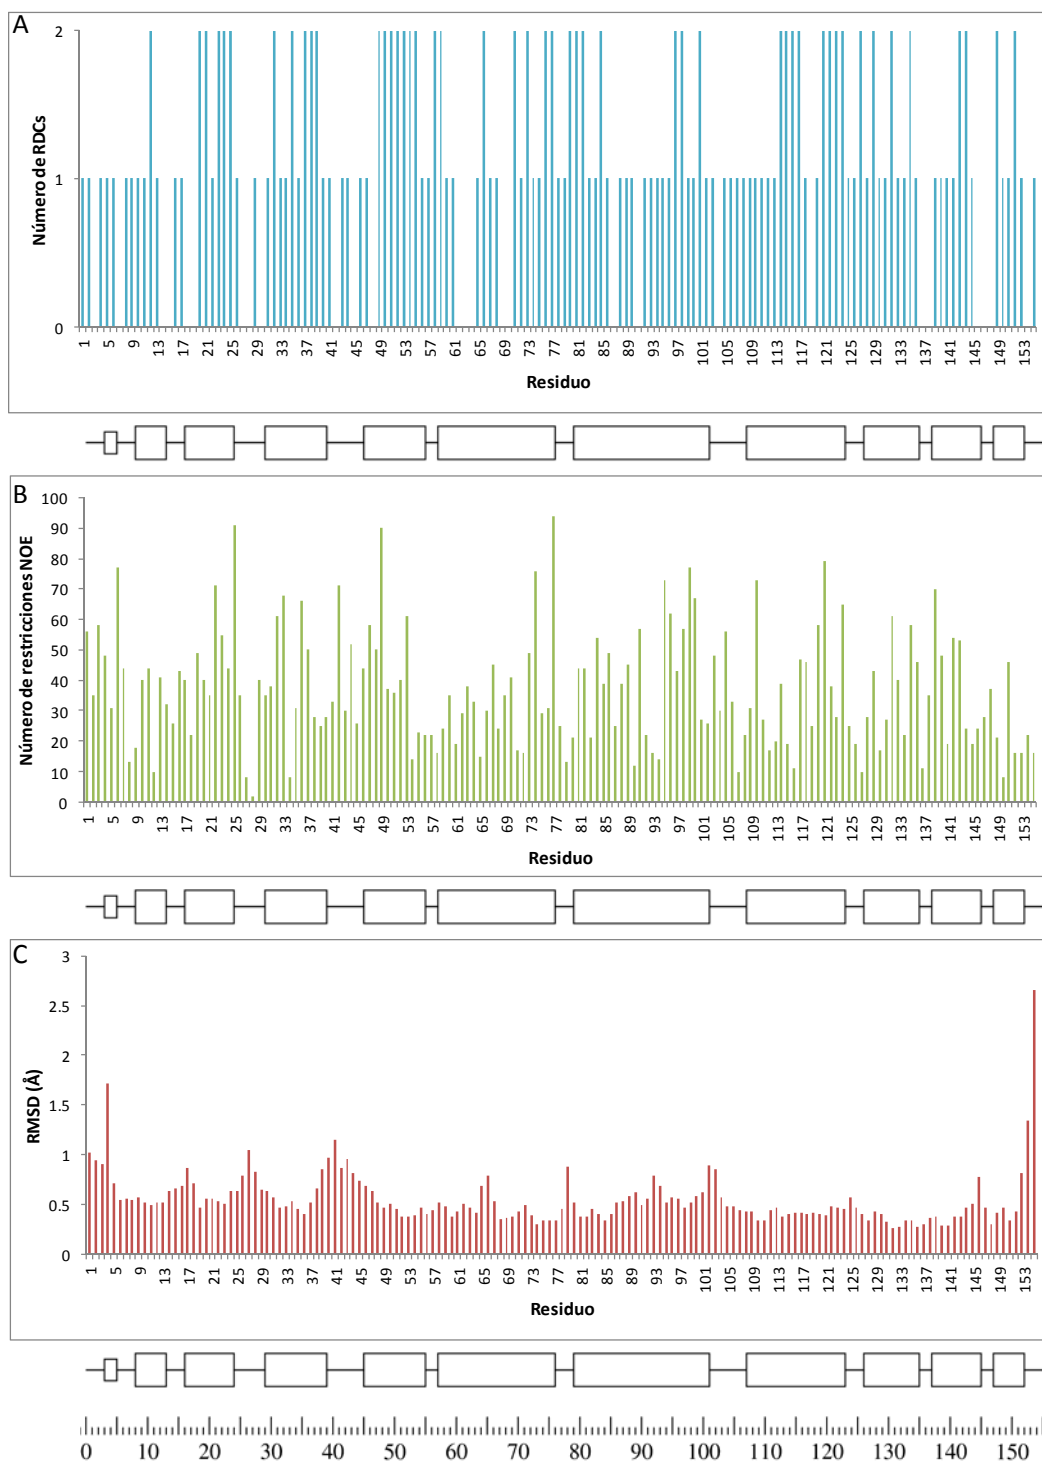 A
2
1
0
Número de RDCs
1 5 9 13 17 21 25 29 33 37 41 45 49 53 57 61 65 69 73 77 81 85 89 93 97 101 105 109 113 117 121 125 129 133 137 141 145 149 153
Residuo
B
100
90
80
70
60
50
40
30
20
10
0
Número de restricciones NOE
1 5 9 13 17 21 25 29 33 37 41 45 49 53 57 61 65 69 73 77 81 85 89 93 97 101 105 109 113 117 121 125 129 133 137 141 145 149 153
Residuo
C
3
2.5
2
1.5
1
0.5
0
RMSD (Å)
1 5 9 13 17 21 25 29 33 37 41 45 49 53 57 61 65 69 73 77 81 85 89 93 97 101 105 109 113 117 121 125 129 133 137 141 145 149 153
Residuo
0 10 20 30 40 50 60 70 80 90 100 110 120 130 140 150